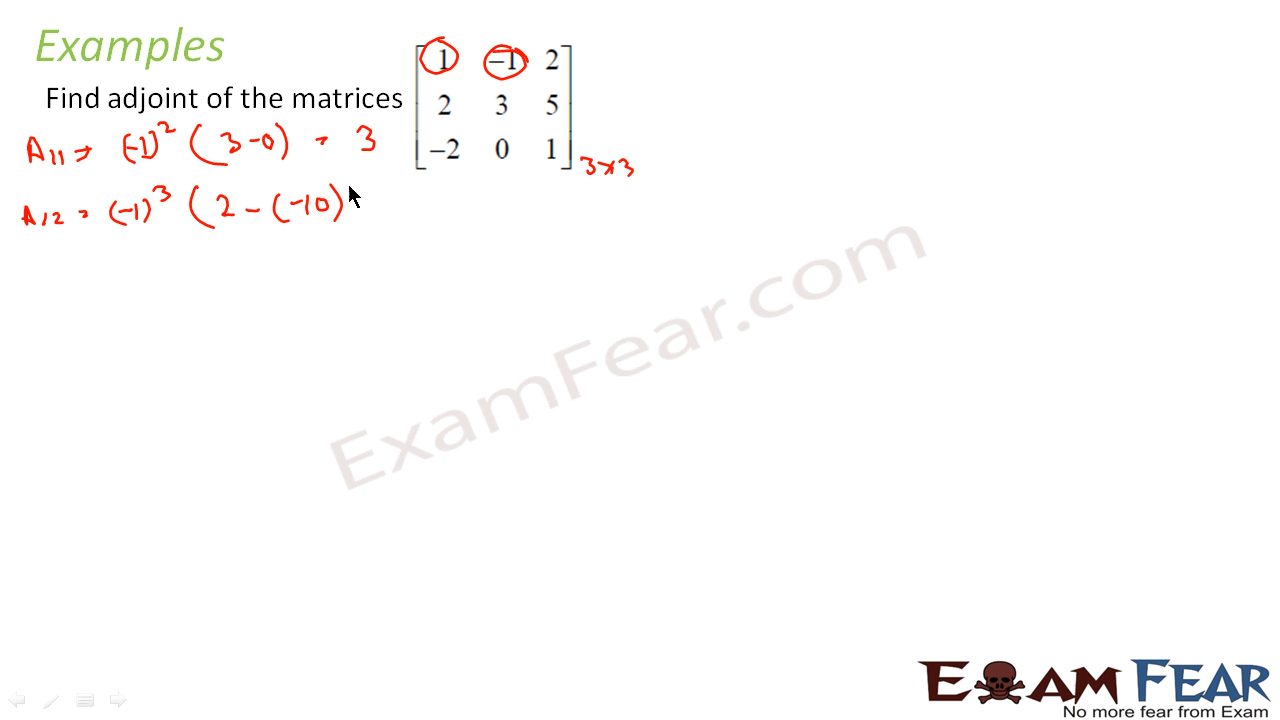 Examples
Find adjoint of the matrices
1 −1 2
2 3 5
−2 0 1
3×3
A11 = (-1)^2 (3-0) = 3
A12 = (-1)^3 (2-(-10)
ExamFear.com
EXAM FEAR
No more fear from Exam